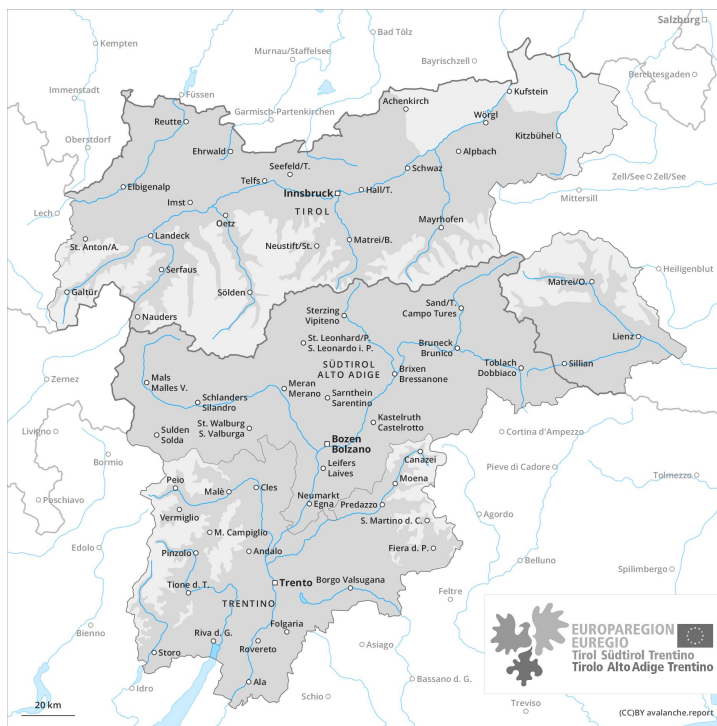 Salzburg
Kempten
Bad Tölz
Murnau/Staffelsee
Bayrischzell
Berchtesgaden
Immenstadt
Füssen
Kufstein
Garmisch-Partenkirchen
Achenkirch
Reutte
Wörgl
Kitzbühel
Oberstdorf
Ehrwald
Alpbach
Seefeld/T.
Schwaz
Telfs
Zell/See
Zell/See
Elbigenalp
Innsbruck
Hall/T.
Mittersill
Imst
TIROL
Lech
Oetz
Mayrhofen
Landeck
Matrei/B.
St. Anton/A.
Neustift/St.
Serfaus
Heiligenblut
Galtür
Sölden
Matrei/O.
Nauders
Sterzing
Vipiteno
Sand/T.
Campo Tures
Lienz
St. Leonhard/P.
S. Leonardo i. P.
Bruneck
Brunico
Sillian
SÜDTIROL
ALTO ADIGE
Toblach
Dobbiaco
Zernez
Mals
Malles V.
Meran
Merano
Brixen
Bressanone
Schlanders
Silandro
Sarnthein
Sarentino
Kastelruth
Castelrotto
Livigno
St. Walburg
S. Valburga
Sulden
Solda
Bozen
Bolzano
Cortina d'Ampezzo
Bormio
Canazei
Leifers
Laives
Pieve di Cadore
Tolmezzo
Peio
Malè
Cles
Moena
Neumarkt
Egna
Predazzo
Poschiavo
Vermiglio
S. Martino d. C.
Agordo
M. Campiglio
Edolo
Pinzolo
Andalo
Fiera d. P.
Belluno
Spilimbergo
Tione d. T.
Trento
Borgo Valsugana
Feltre
TRENTINO
Bienno
Riva d. G.
Folgaria
Rovereto
Asiago
Storo
Idro
Ala
Schio
Bassano d. G.
Treviso
EUROPAREGION
EUREGIO
Tirol Südtirol Trentino
Tirolo Alto Adige Trentino
20 km
(CC)BY avalanche.report